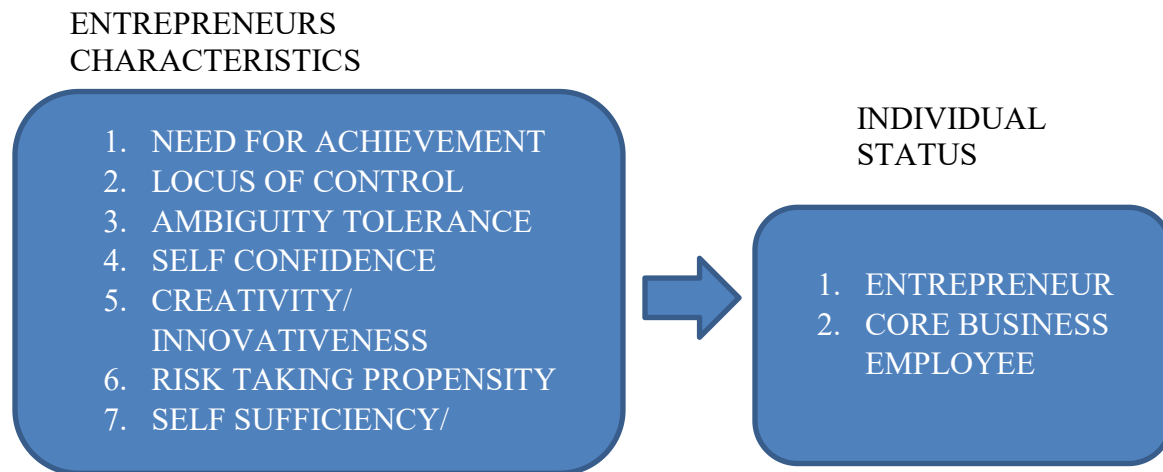 ENTREPRENEURS
CHARACTERISTICS
1. NEED FOR ACHIEVEMENT
2. LOCUS OF CONTROL
3. AMBIGUITY TOLERANCE
4. SELF CONFIDENCE
5. CREATIVITY/
INNOVATIVENESS
6. RISK TAKING PROPENSITY
7. SELF SUFFICIENCY/
INDIVIDUAL
STATUS
1. ENTREPRENEUR
2. CORE BUSINESS
EMPLOYEE